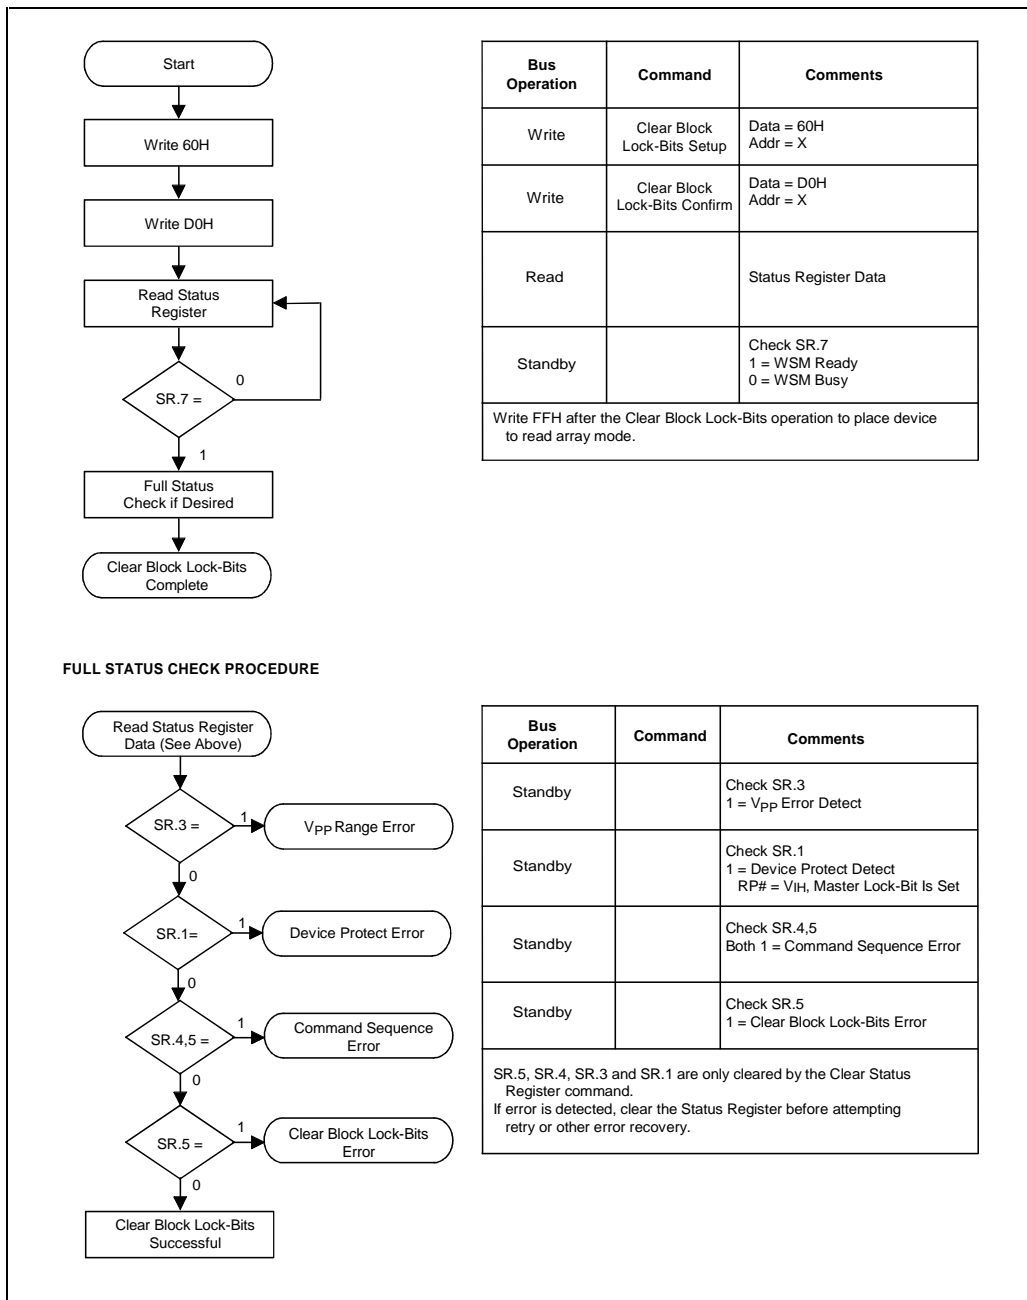 Start
Write 60H
Write D0H
Read Status
Register
SR.7 =
0
1
Full Status
Check if Desired
Clear Block Lock-Bits
Complete
Bus
Operation
Command
Comments
Write
Clear Block
Lock-Bits Setup
Data = 60H
Addr = X
Write
Clear Block
Lock-Bits Confirm
Data = D0H
Addr = X
Read
Status Register Data
Standby
Check SR.7
1 = WSM Ready
0 = WSM Busy
Write FFH after the Clear Block Lock-Bits operation to place device
to read array mode.
FULL STATUS CHECK PROCEDURE
Read Status Register
Data (See Above)
SR.3 =
1
VPP Range Error
0
SR.1=
1
Device Protect Error
0
SR.4,5 =
1
Command Sequence
Error
0
SR.5 =
1
Clear Block Lock-Bits
Error
0
Clear Block Lock-Bits
Successful
Bus
Operation
Command
Comments
Standby
Check SR.3
1 = VPP Error Detect
Standby
Check SR.1
1 = Device Protect Detect
RP# = VIH, Master Lock-Bit Is Set
Standby
Check SR.4,5
Both 1 = Command Sequence Error
Standby
Check SR.5
1 = Clear Block Lock-Bits Error
SR.5, SR.4, SR.3 and SR.1 are only cleared by the Clear Status
Register command.
If error is detected, clear the Status Register before attempting
retry or other error recovery.